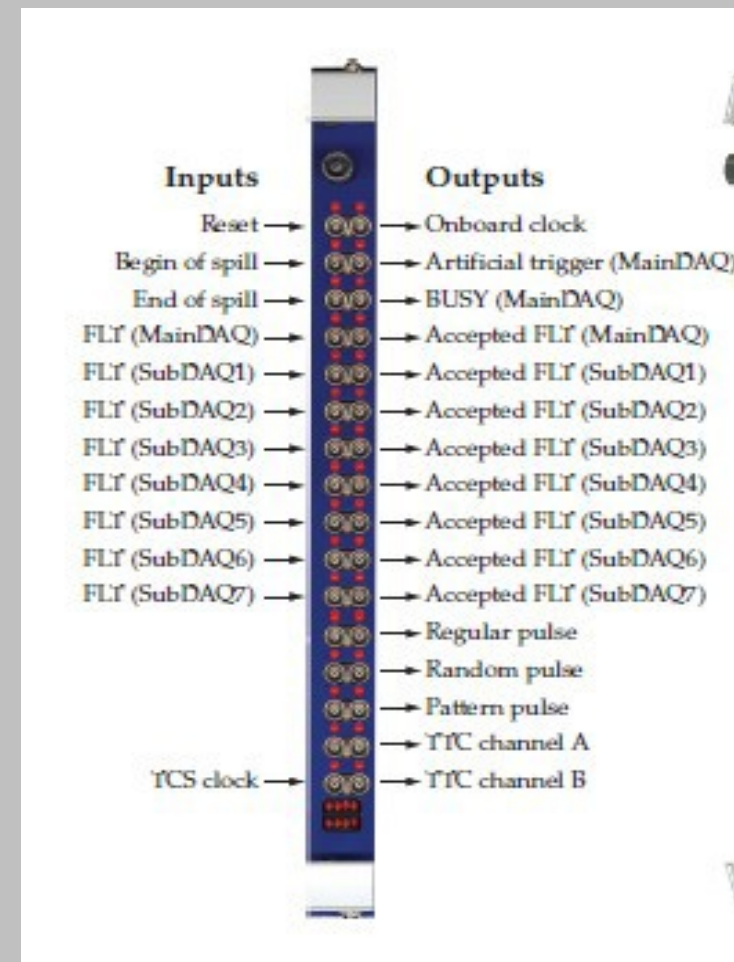 Inputs Outputs
Reset Onboard clock
Begin of spill Artificial trigger (MainDAQ)
End of spill BUSY (MainDAQ)
FLT (MainDAQ) Accepted FLT (MainDAQ)
FLT (SubDAQ1) Accepted FLT (SubDAQ1)
FLT (SubDAQ2) Accepted FLT (SubDAQ2)
FLT (SubDAQ3) Accepted FLT (SubDAQ3)
FLT (SubDAQ4) Accepted FLT (SubDAQ4)
FLT (SubDAQ5) Accepted FLT (SubDAQ5)
FLT (SubDAQ6) Accepted FLT (SubDAQ6)
FLT (SubDAQ7) Accepted FLT (SubDAQ7)
Regular pulse
Random pulse
Pattern pulse
TTC channel A
TCS clock TTC channel B